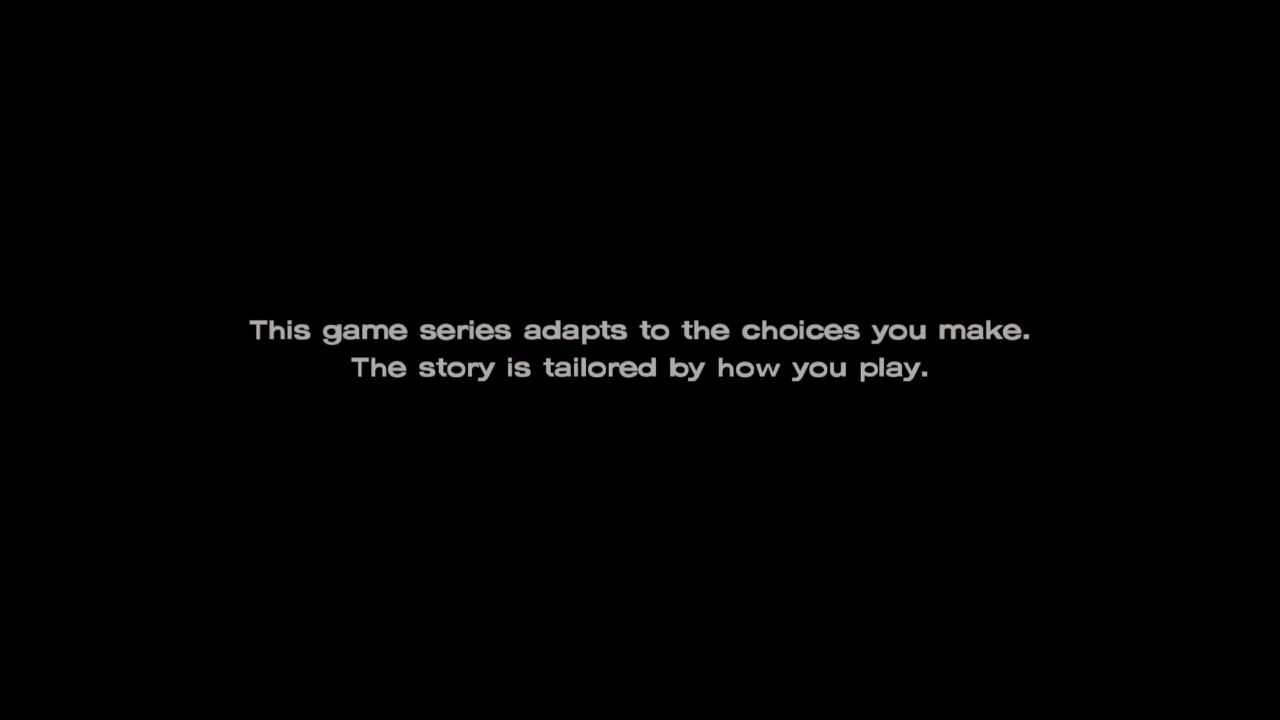 This game series adapts to the choices you make.
The story is tailored by how you play.